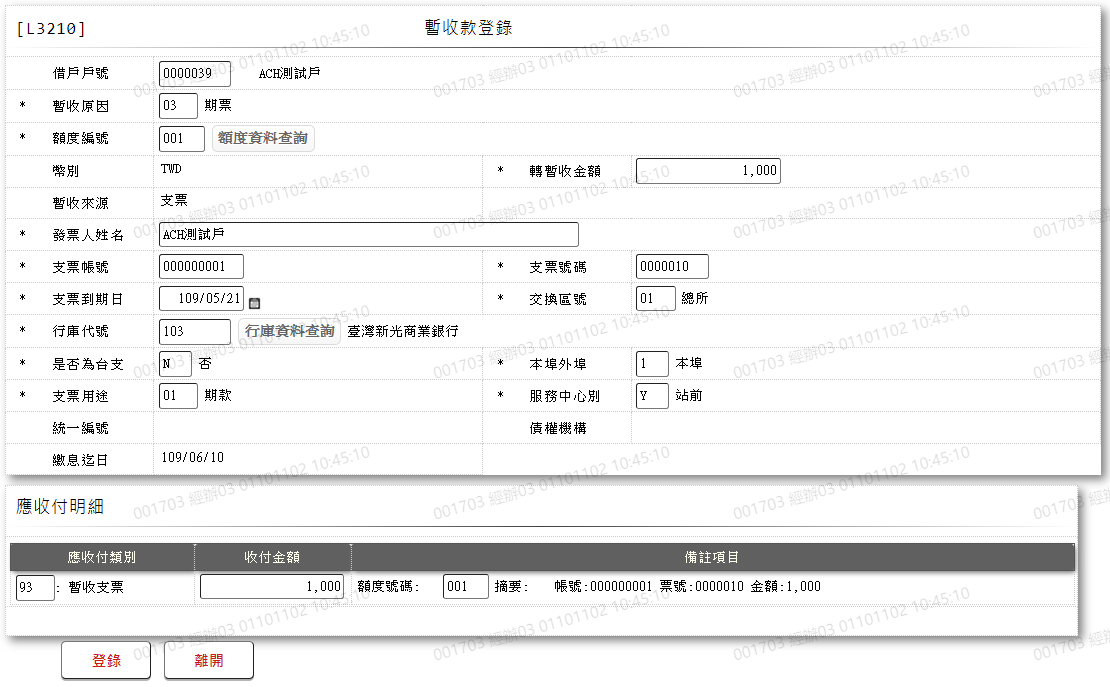 [L3210] 暫收款登錄
借戶戶號 0000039 ACH測試戶
* 暫收原因 03 期票
* 額度編號 001 額度資料查詢
幣別 TWD * 轉暫收金額 1,000
暫收來源 支票
* 發票人姓名 ACH測試戶
* 支票帳號 000000001 * 支票號碼 0000010
* 支票到期日 109/05/21 * 交換區號 01 總所
* 行庫代號 103 行庫資料查詢 臺灣新光商業銀行
* 是否為台支 N 否 * 本埠外埠 1 本埠
* 支票用途 01 期款 * 服務中心別 Y 站前
統一編號 債權機構
繳息迄日 109/06/10
應收付明細
應收付類別 收付金額 備註項目
93 : 暫收支票 1,000 額度號碼: 001 摘要: 帳號:000000001 票號:0000010 金額:1,000
登錄 離開
001703 經辦03 01101102 10:45:10